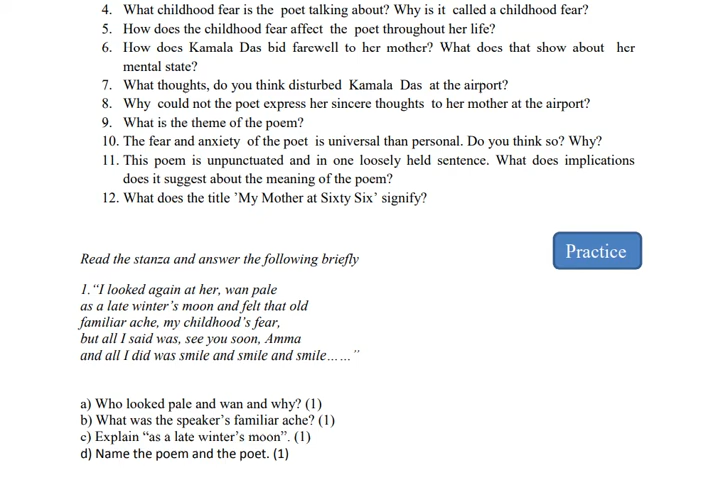 4. What childhood fear is the poet talking about? Why is it called a childhood fear?
5. How does the childhood fear affect the poet throughout her life?
6. How does Kamala Das bid farewell to her mother? What does that show about her
mental state?
7. What thoughts, do you think disturbed Kamala Das at the airport?
8. Why could not the poet express her sincere thoughts to her mother at the airport?
9. What is the theme of the poem?
10. The fear and anxiety of the poet is universal than personal. Do you think so? Why?
11. This poem is unpunctuated and in one loosely held sentence. What does implications
does it suggest about the meaning of the poem?
12. What does the title ’My Mother at Sixty Six’ signify?
Practice
Read the stanza and answer the following briefly
1.“I looked again at her, wan pale
as a late winter’s moon and felt that old
familiar ache, my childhood’s fear,
but all I said was, see you soon, Amma
and all I did was smile and smile and smile……”
a) Who looked pale and wan and why? (1)
b) What was the speaker’s familiar ache? (1)
c) Explain “as a late winter’s moon”. (1)
d) Name the poem and the poet. (1)